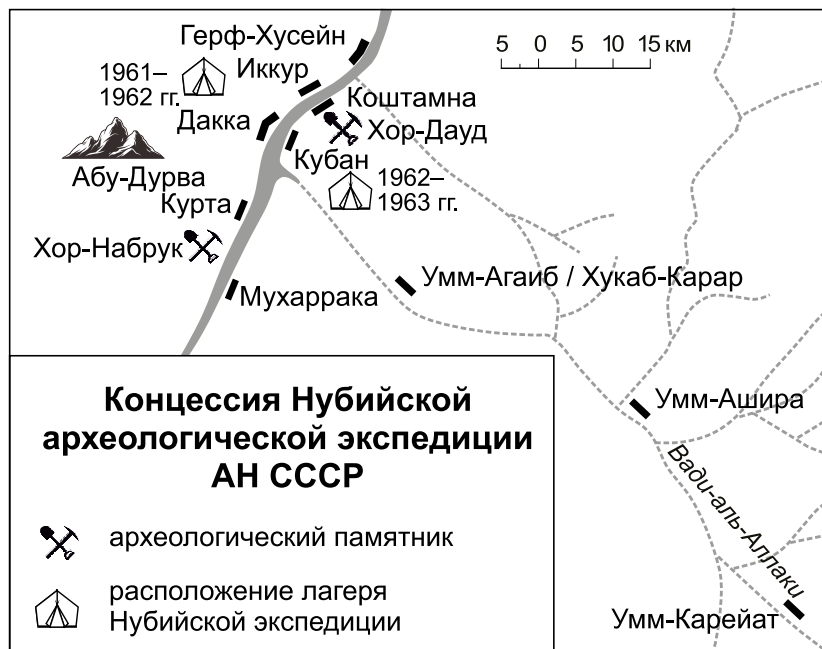 Герф-Хусейн
5 0 5 10 15 км
1961–
1962 гг.
Иккур
Коштамна
Дакка
Хор-Дауд
Кубан
Абу-Дурва
1962–
1963 гг.
Курта
Хор-Набрук
Умм-Агаиб / Хукаб-Карар
Мухаррака
Концессия Нубийской
археологической экспедиции
АН СССР
Умм-Ашира
Вади-аль-Аллаки
археологический памятник
расположение лагеря
Нубийской экспедиции
Умм-Карейат